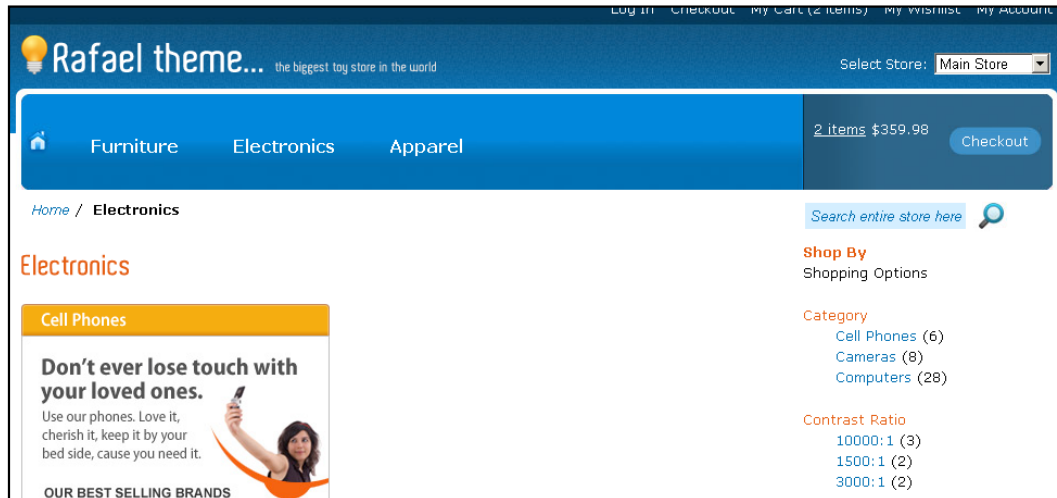 Log In Checkout My Cart (2 items) My Wishlist My Account
Rafael theme... the biggest toy store in the world
Select Store: Main Store
Furniture Electronics Apparel
2 items $359.98
Checkout
Home / Electronics
Search entire store here
Electronics
Shop By
Shopping Options
Cell Phones
Don't ever lose touch with
your loved ones.
Use our phones. Love it,
cherish it, keep it by your
bed side, cause you need it.
OUR BEST SELLING BRANDS
Category
Cell Phones (6)
Cameras (8)
Computers (28)
Contrast Ratio
10000:1 (3)
1500:1 (2)
3000:1 (2)